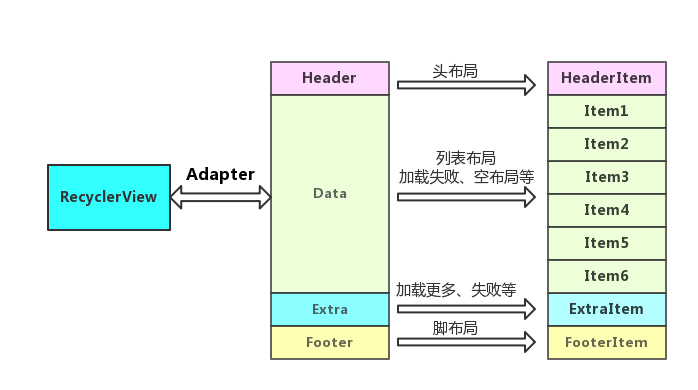 RecyclerView
Adapter
Header
Data
Extra
Footer
头布局
列表布局
加载失败、空布局等
加载更多、失败等
脚布局
HeaderItem
Item1
Item2
Item3
Item4
Item5
Item6
ExtraItem
FooterItem